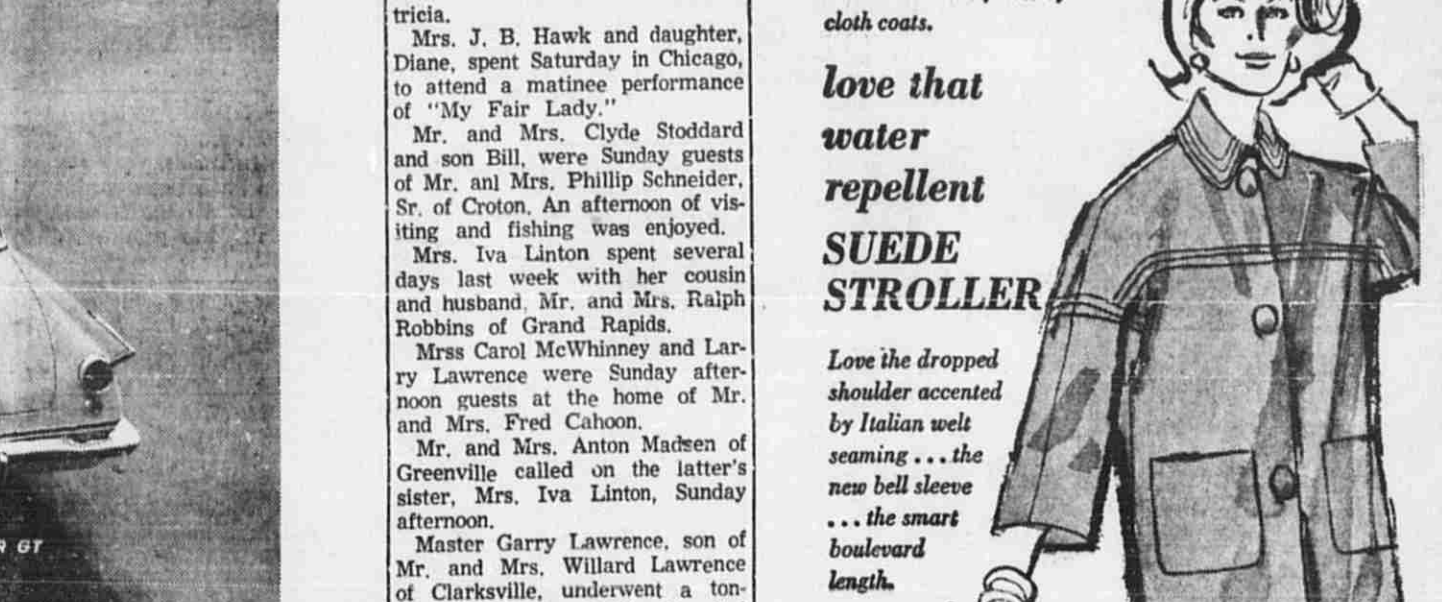 tricia.
Mrs. J. B. Hawk and daughter,
Diane, spent Saturday in Chicago,
to attend a matinee performance
of "My Fair Lady."
Mr. and Mrs. Clyde Stoddard
and son Bill, were Sunday guests
of Mr. anl Mrs. Phillip Schneider,
Sr. of Croton. An afternoon of vis-
iting and fishing was enjoyed.
Mrs. Iva Linton spent several
days last week with her cousin
and husband, Mr. and Mrs. Ralph
Robbins of Grand Rapids.
Mrss Carol McWhinney and Lar-
ry Lawrence were Sunday after-
noon guests at the home of Mr.
and Mrs. Fred Cahoon.
Mr. and Mrs. Anton Madsen of
Greenville called on the latter's
sister, Mrs. Iva Linton, Sunday
afternoon.
Master Garry Lawrence, son of
Mr. and Mrs. Willard Lawrence
of Clarksville, underwent a ton-
cloth coats.
love that
water
repellent
SUEDE
STROLLER
Love the dropped
shoulder accented
by Italian welt
seaming . . . the
new bell sleeve
. . . the smart
boulevard
length.
GT